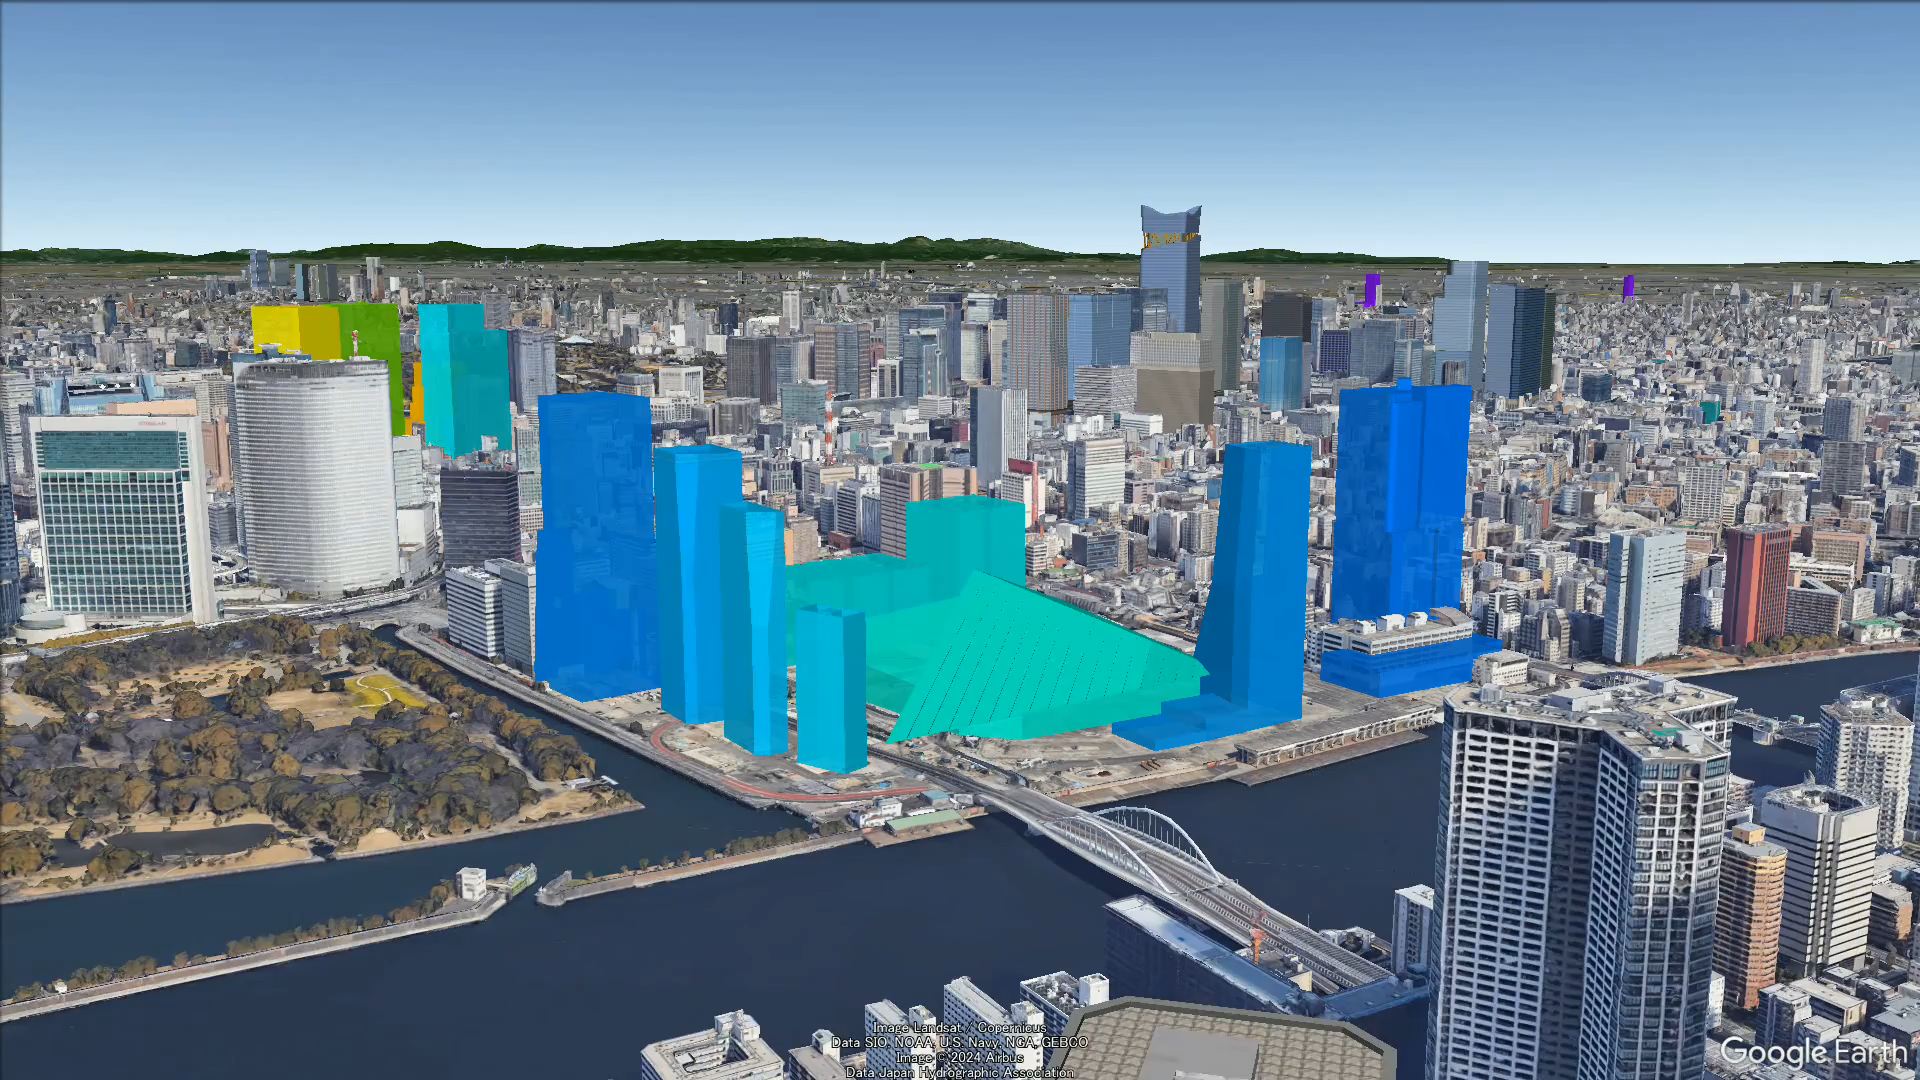 Image Landsat / Copernicus
Data SIO, NOAA, U.S. Navy, NGA, GEBCO
Image © 2024 Airbus
Data Japan Hydrographic Association
Google Earth